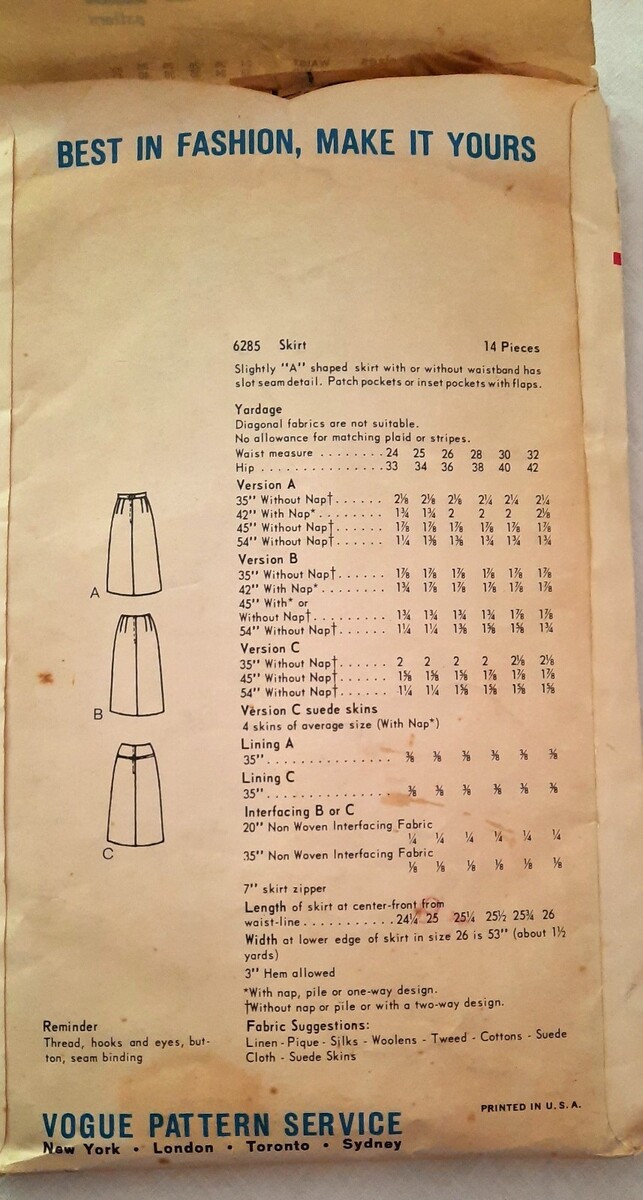 BEST IN FASHION, MAKE IT YOURS
6285 Skirt 14 Pieces
Slightly "A" shaped skirt with or without waistband has
slot seam detail. Patch pockets or inset pockets with flaps.
Yardage
Diagonal fabrics are not suitable.
No allowance for matching plaid or stripes.
Waist measure ........ 24 25 26 28 30 32
Hip ............... 33 34 36 38 40 42
Version A
35" Without Nap† ...... 2⅛ 2⅛ 2⅛ 2¼ 2¼ 2¼
42" With Nap* ........ 1¾ 1¾ 2 2 2 2⅛
45" Without Nap† ...... 1⅞ 1⅞ 1⅞ 1⅞ 1⅞ 1⅞
54" Without Nap† ...... 1¼ 1⅜ 1⅜ 1¾ 1¾ 1¾
Version B
35" Without Nap† ...... 1⅞ 1⅞ 1⅞ 1⅞ 1⅞ 1⅞
42" With Nap* ........ 1¾ 1⅞ 1⅞ 1⅞ 1⅞ 1⅞
45" With* or
Without Nap† ........ 1¾ 1¾ 1¾ 1¾ 1⅞ 1⅞
54" Without Nap† ...... 1¼ 1¼ 1⅜ 1⅝ 1⅝ 1¾
Version C
35" Without Nap† ...... 2 2 2 2 2⅛ 2⅛
45" Without Nap† ...... 1⅝ 1⅝ 1⅝ 1⅞ 1⅞ 1⅞
54" Without Nap† ...... 1¼ 1¼ 1⅜ 1⅝ 1⅝ 1⅝
Version C suede skins
4 skins of average size (With Nap*)
Lining A
35" ............... ⅜ ⅜ ⅜ ⅜ ⅜ ⅜
Lining C
35" ............... ⅜ ⅜ ⅜ ⅜ ⅜ ⅜
Interfacing B or C
20" Non Woven Interfacing Fabric
¼ ¼ ¼ ¼ ¼ ¼
35" Non Woven Interfacing Fabric
⅛ ⅛ ⅛ ⅛ ⅛ ⅛
7" skirt zipper
Length of skirt at center-front from
waist-line ........... 24¼ 25 25¼ 25½ 25¾ 26
Width at lower edge of skirt in size 26 is 53" (about 1½
yards)
3" Hem allowed
*With nap, pile or one-way design.
†Without nap or pile or with a two-way design.
Fabric Suggestions:
Linen - Pique - Silks - Woolens - Tweed - Cottons - Suede
Cloth - Suede Skins
A
B
C
Reminder
Thread, hooks and eyes, but-
ton, seam binding
PRINTED IN U.S.A.
VOGUE PATTERN SERVICE
New York • London • Toronto • Sydney